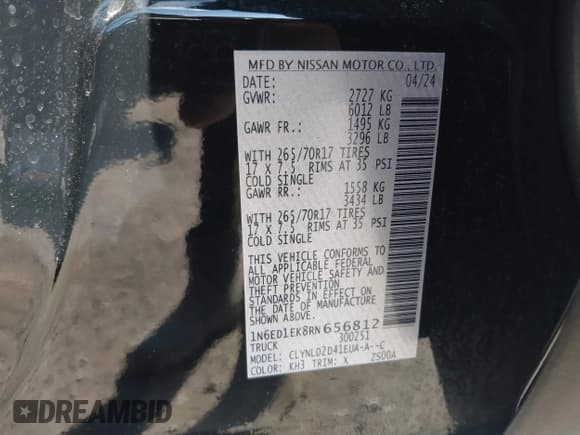 MFD BY NISSAN MOTOR CO., LTD.
DATE: 04/24
GVWR: 2727 KG
6012 LB
GAWR FR.: 1495 KG
3296 LB
WITH 265/70R17 TIRES
17 X 7.5 RIMS AT 35 PSI
COLD SINGLE
GAWR RR.: 1558 KG
3434 LB
WITH 265/70R17 TIRES
17 X 7.5 RIMS AT 35 PSI
COLD SINGLE
THIS VEHICLE CONFORMS TO
ALL APPLICABLE FEDERAL
MOTOR VEHICLE SAFETY AND
THEFT PREVENTION
STANDARDS IN EFFECT ON
THE DATE OF MANUFACTURE
SHOWN ABOVE.
1N6ED1EK8RN656812
TRUCK 300251
MODEL: CLYNLD2D41EUA-A--C
COLOR: KH3 TRIM: X 2S00A
DREAMBID